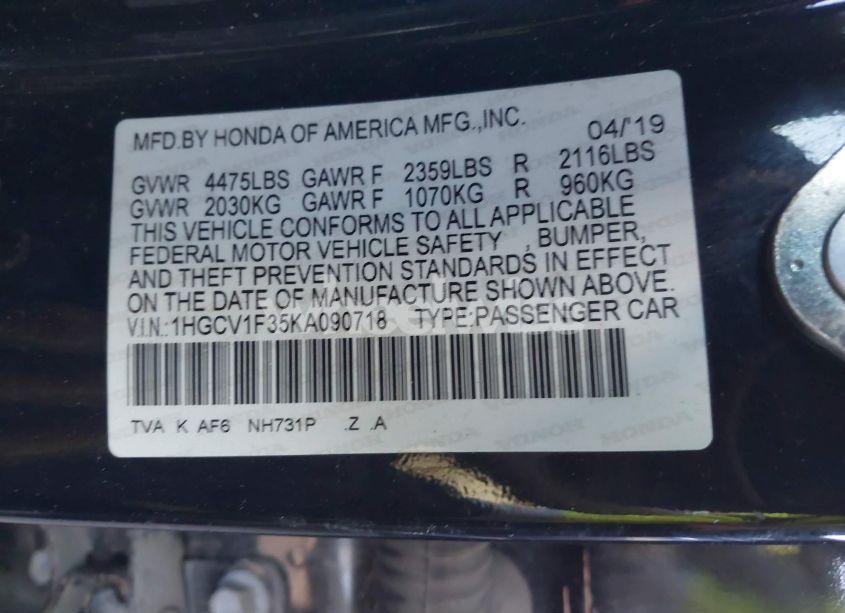 MFD.BY HONDA OF AMERICA MFG.,INC. 04/'19
GVWR 4475LBS GAWR F 2359LBS R 2116LBS
GVWR 2030KG GAWR F 1070KG R 960KG
THIS VEHICLE CONFORMS TO ALL APPLICABLE
FEDERAL MOTOR VEHICLE SAFETY , BUMPER,
AND THEFT PREVENTION STANDARDS IN EFFECT
ON THE DATE OF MANUFACTURE SHOWN ABOVE.
V.I.N.:1HGCV1F35KA090718 TYPE:PASSENGER CAR
TVA K AF6 NH731P .Z .A